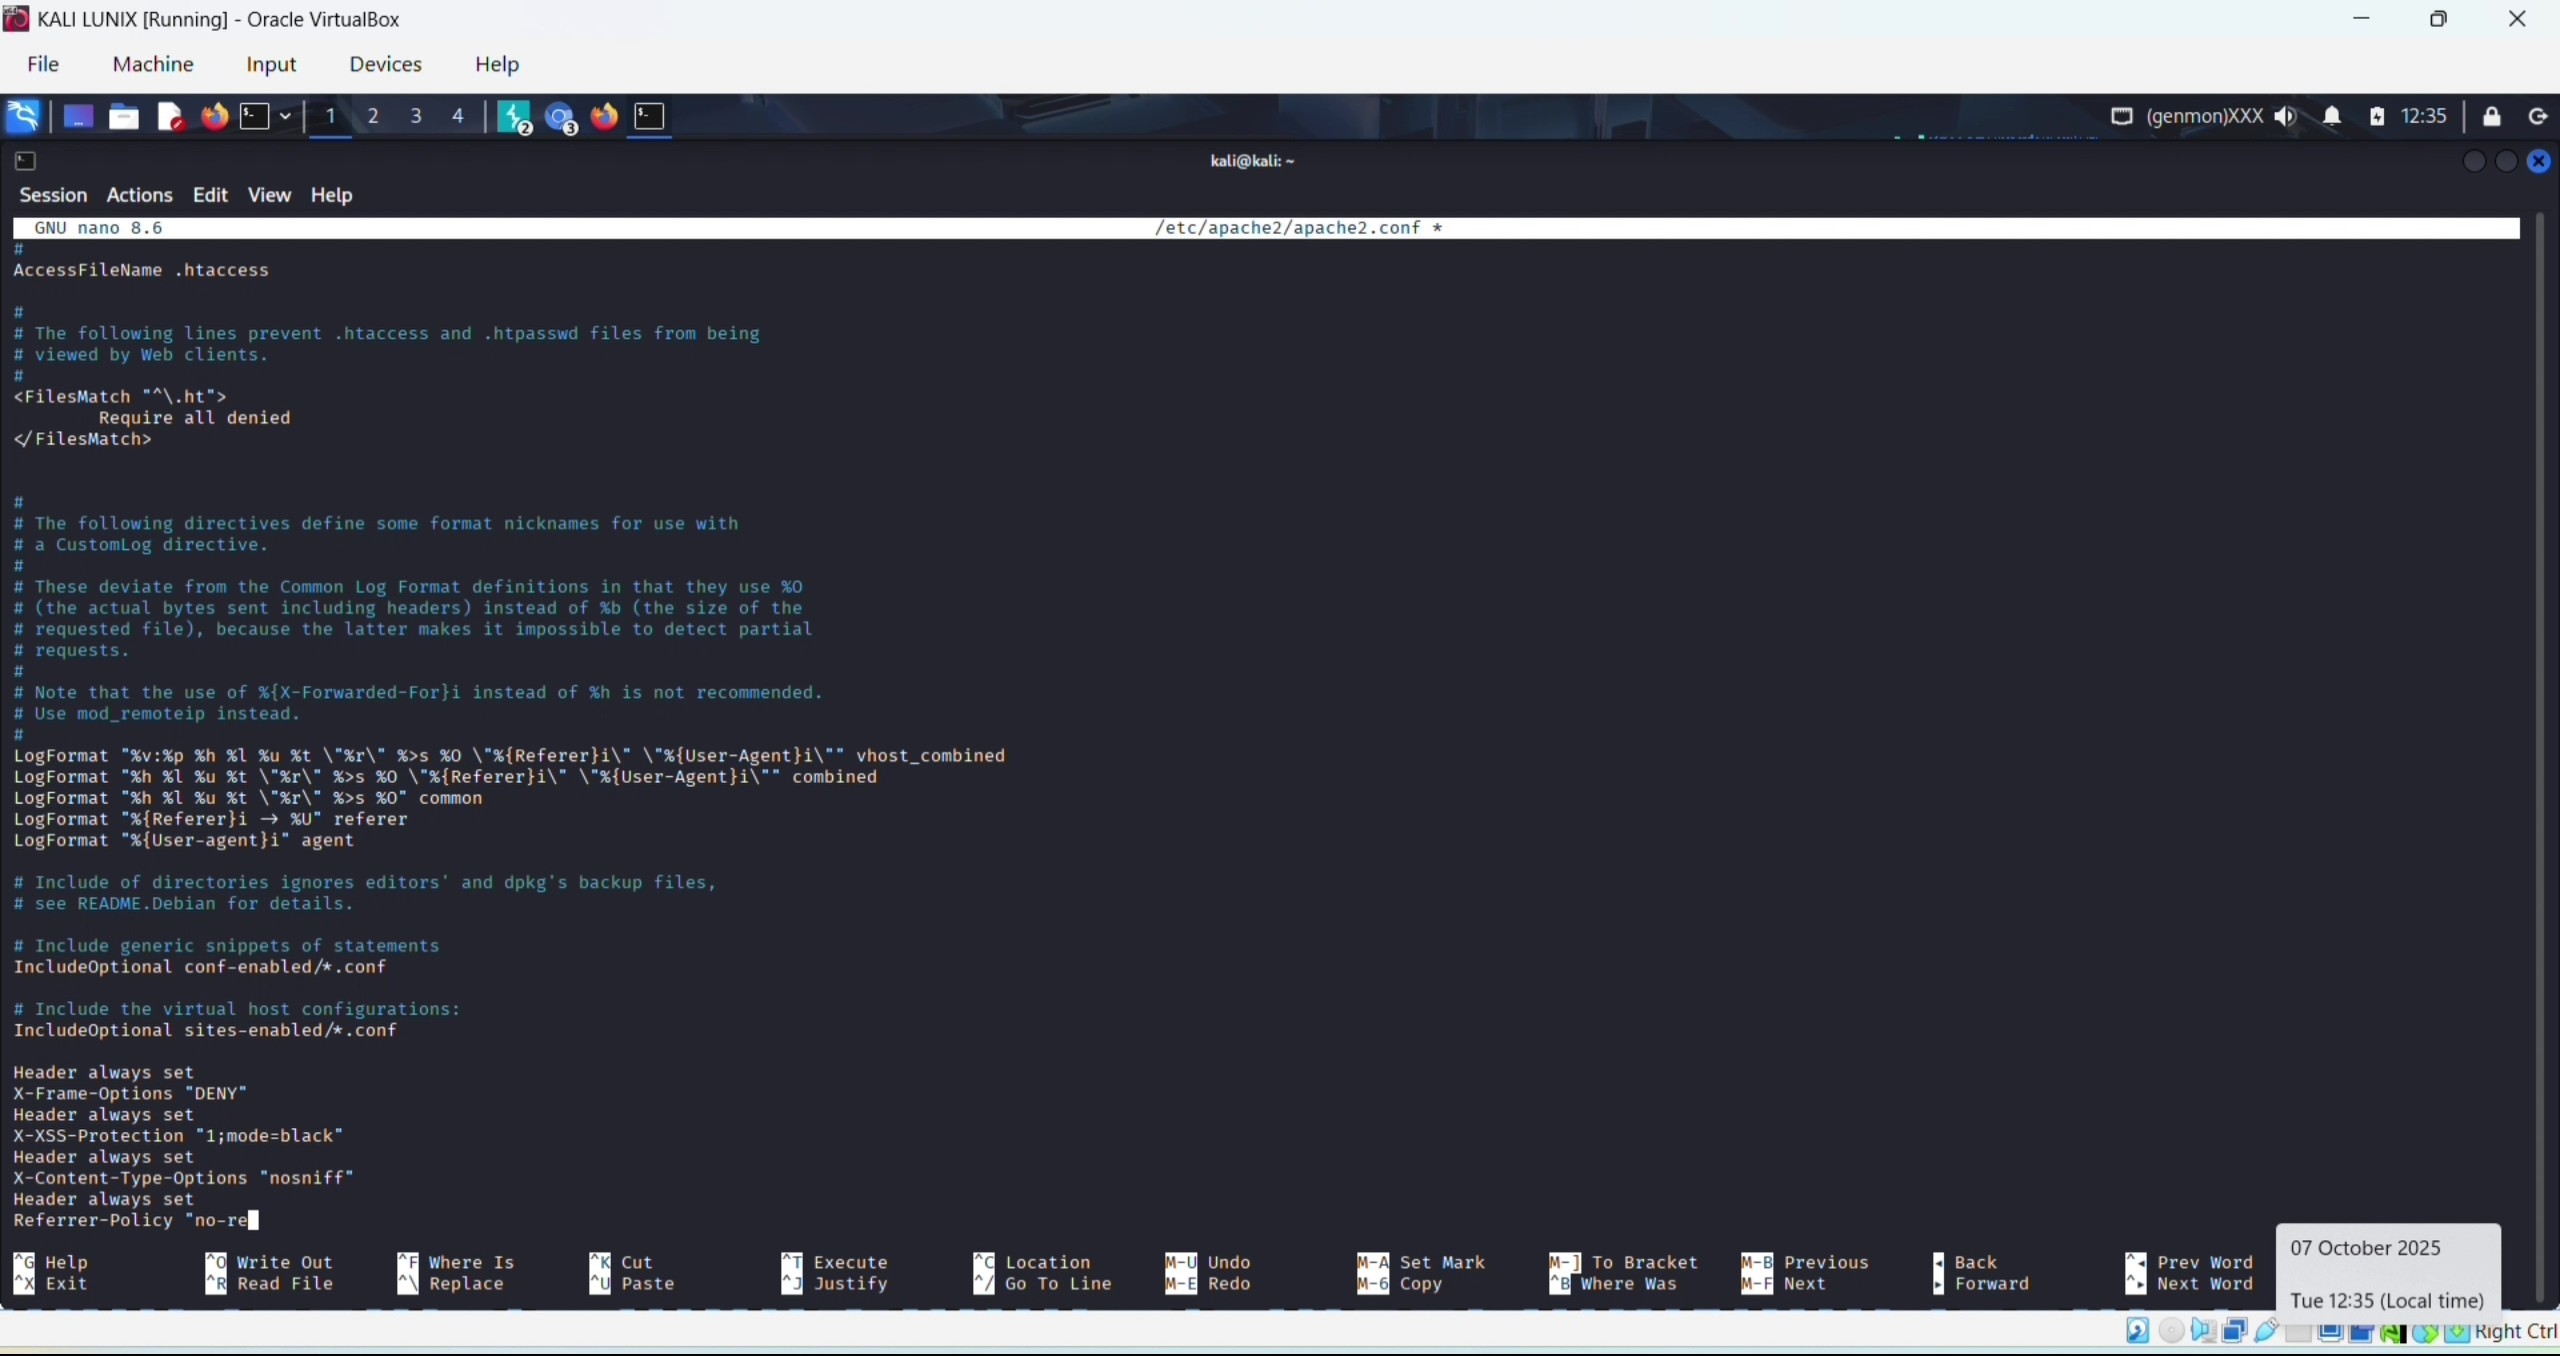 KALI LUNIX [Running] - Oracle VirtualBox
File Machine Input Devices Help
1 2 3 4 2 3 (genmon)XXX 12:35
kali@kali: ~
Session Actions Edit View Help
GNU nano 8.6 /etc/apache2/apache2.conf *
#
AccessFileName .htaccess
#
# The following lines prevent .htaccess and .htpasswd files from being
# viewed by Web clients.
#
<FilesMatch "^\.ht">
Require all denied
</FilesMatch>
#
# The following directives define some format nicknames for use with
# a CustomLog directive.
#
# These deviate from the Common Log Format definitions in that they use %O
# (the actual bytes sent including headers) instead of %b (the size of the
# requested file), because the latter makes it impossible to detect partial
# requests.
#
# Note that the use of %{X-Forwarded-For}i instead of %h is not recommended.
# Use mod_remoteip instead.
#
LogFormat "%v:%p %h %l %u %t \"%r\" %>s %O \"%{Referer}i\" \"%{User-Agent}i\"" vhost_combined
LogFormat "%h %l %u %t \"%r\" %>s %O \"%{Referer}i\" \"%{User-Agent}i\"" combined
LogFormat "%h %l %u %t \"%r\" %>s %O" common
LogFormat "%{Referer}i → %U" referer
LogFormat "%{User-agent}i" agent
# Include of directories ignores editors' and dpkg's backup files,
# see README.Debian for details.
# Include generic snippets of statements
IncludeOptional conf-enabled/*.conf
# Include the virtual host configurations:
IncludeOptional sites-enabled/*.conf
Header always set
X-Frame-Options "DENY"
Header always set
X-XSS-Protection "1;mode=black"
Header always set
X-Content-Type-Options "nosniff"
Header always set
Referrer-Policy "no-re
^G Help ^O Write Out ^F Where Is ^K Cut ^T Execute ^C Location M-U Undo M-A Set Mark M-] To Bracket M-B Previous ◂ Back ^◂ Prev Word
^X Exit ^R Read File ^\ Replace ^U Paste ^J Justify ^/ Go To Line M-E Redo M-6 Copy ^B Where Was M-F Next ▸ Forward ^▸ Next Word
07 October 2025
Tue 12:35 (Local time)
Right Ctrl